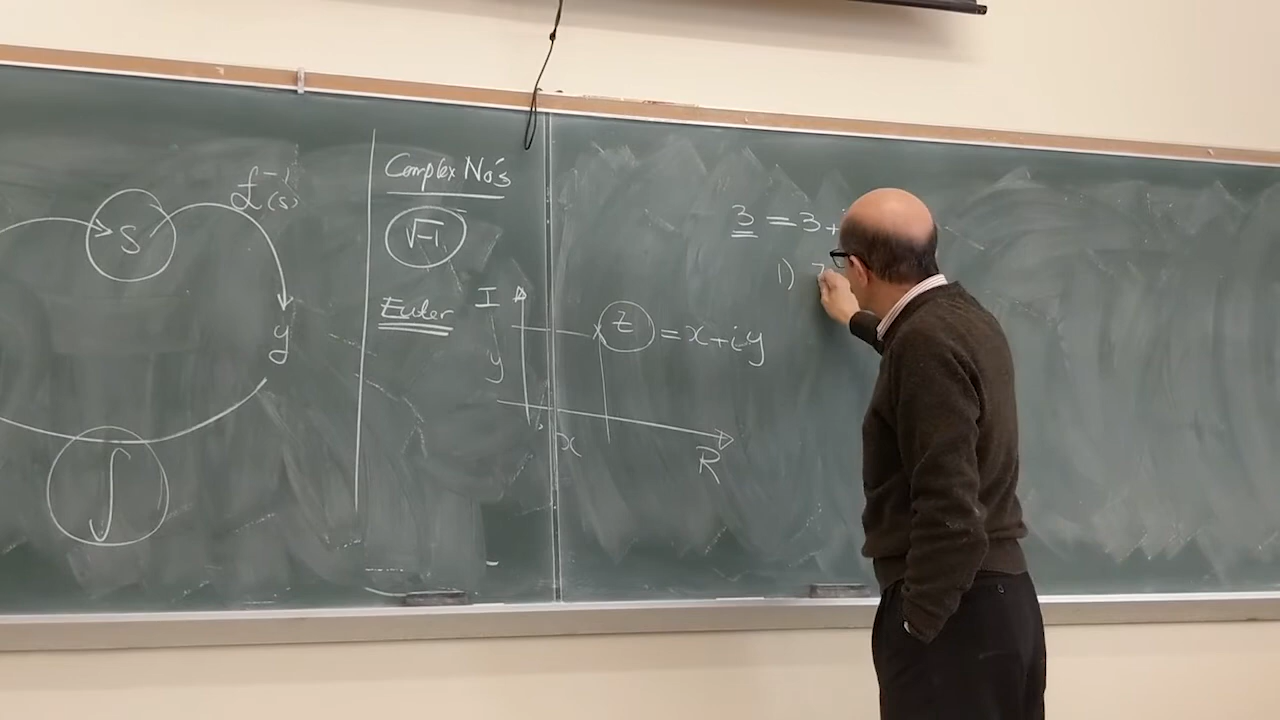 S
ℒ⁻¹(s)
y
∫
Complex No's
√-1
Euler
I
y
z = x+iy
x
R
3 = 3+
1)